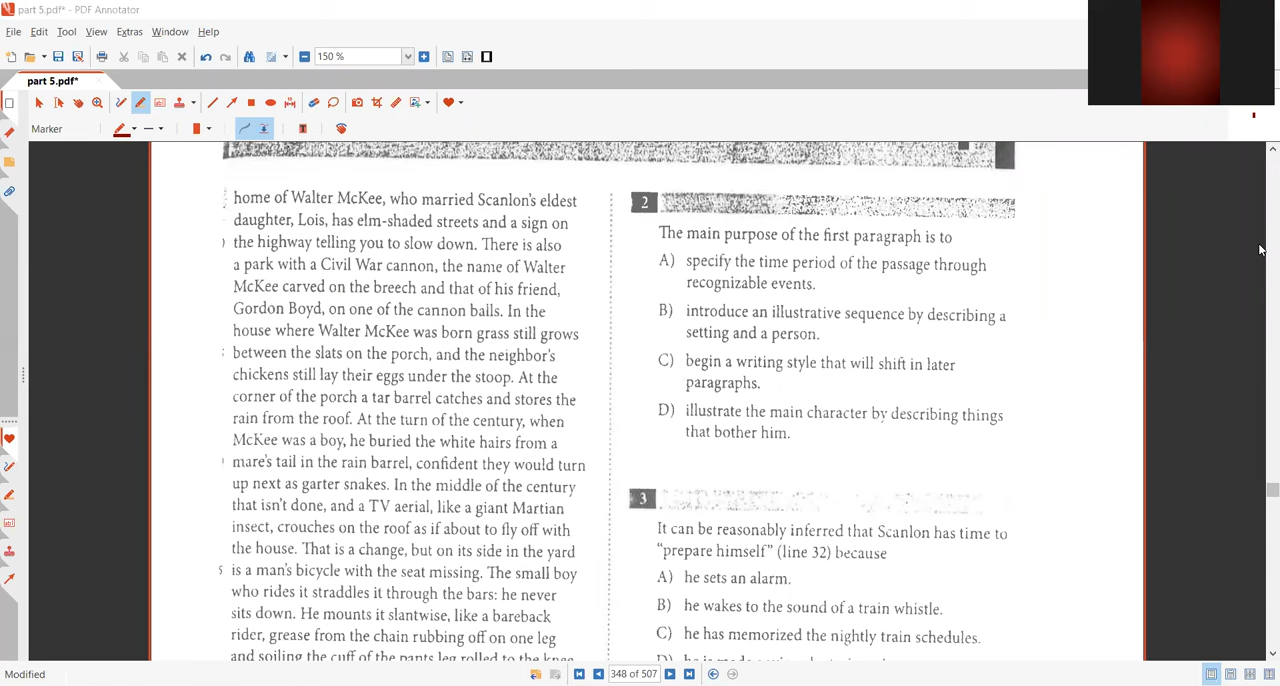 part 5.pdf* - PDF Annotator
File Edit Tool View Extras Window Help
150 %
part 5.pdf*
Marker
home of Walter McKee, who married Scanlon's eldest
daughter, Lois, has elm-shaded streets and a sign on
the highway telling you to slow down. There is also
a park with a Civil War cannon, the name of Walter
McKee carved on the breech and that of his friend,
Gordon Boyd, on one of the cannon balls. In the
house where Walter McKee was born grass still grows
between the slats on the porch, and the neighbor's
chickens still lay their eggs under the stoop. At the
corner of the porch a tar barrel catches and stores the
rain from the roof. At the turn of the century, when
McKee was a boy, he buried the white hairs from a
mare's tail in the rain barrel, confident they would turn
up next as garter snakes. In the middle of the century
that isn't done, and a TV aerial, like a giant Martian
insect, crouches on the roof as if about to fly off with
the house. That is a change, but on its side in the yard
5 is a man's bicycle with the seat missing. The small boy
who rides it straddles it through the bars: he never
sits down. He mounts it slantwise, like a bareback
rider, grease from the chain rubbing off on one leg
and soiling the cuff of the pants leg rolled to the knee
2
The main purpose of the first paragraph is to
A) specify the time period of the passage through
recognizable events.
B) introduce an illustrative sequence by describing a
setting and a person.
C) begin a writing style that will shift in later
paragraphs.
D) illustrate the main character by describing things
that bother him.
3
It can be reasonably inferred that Scanlon has time to
"prepare himself" (line 32) because
A) he sets an alarm.
B) he wakes to the sound of a train whistle.
C) he has memorized the nightly train schedules.
Modified
348 of 507